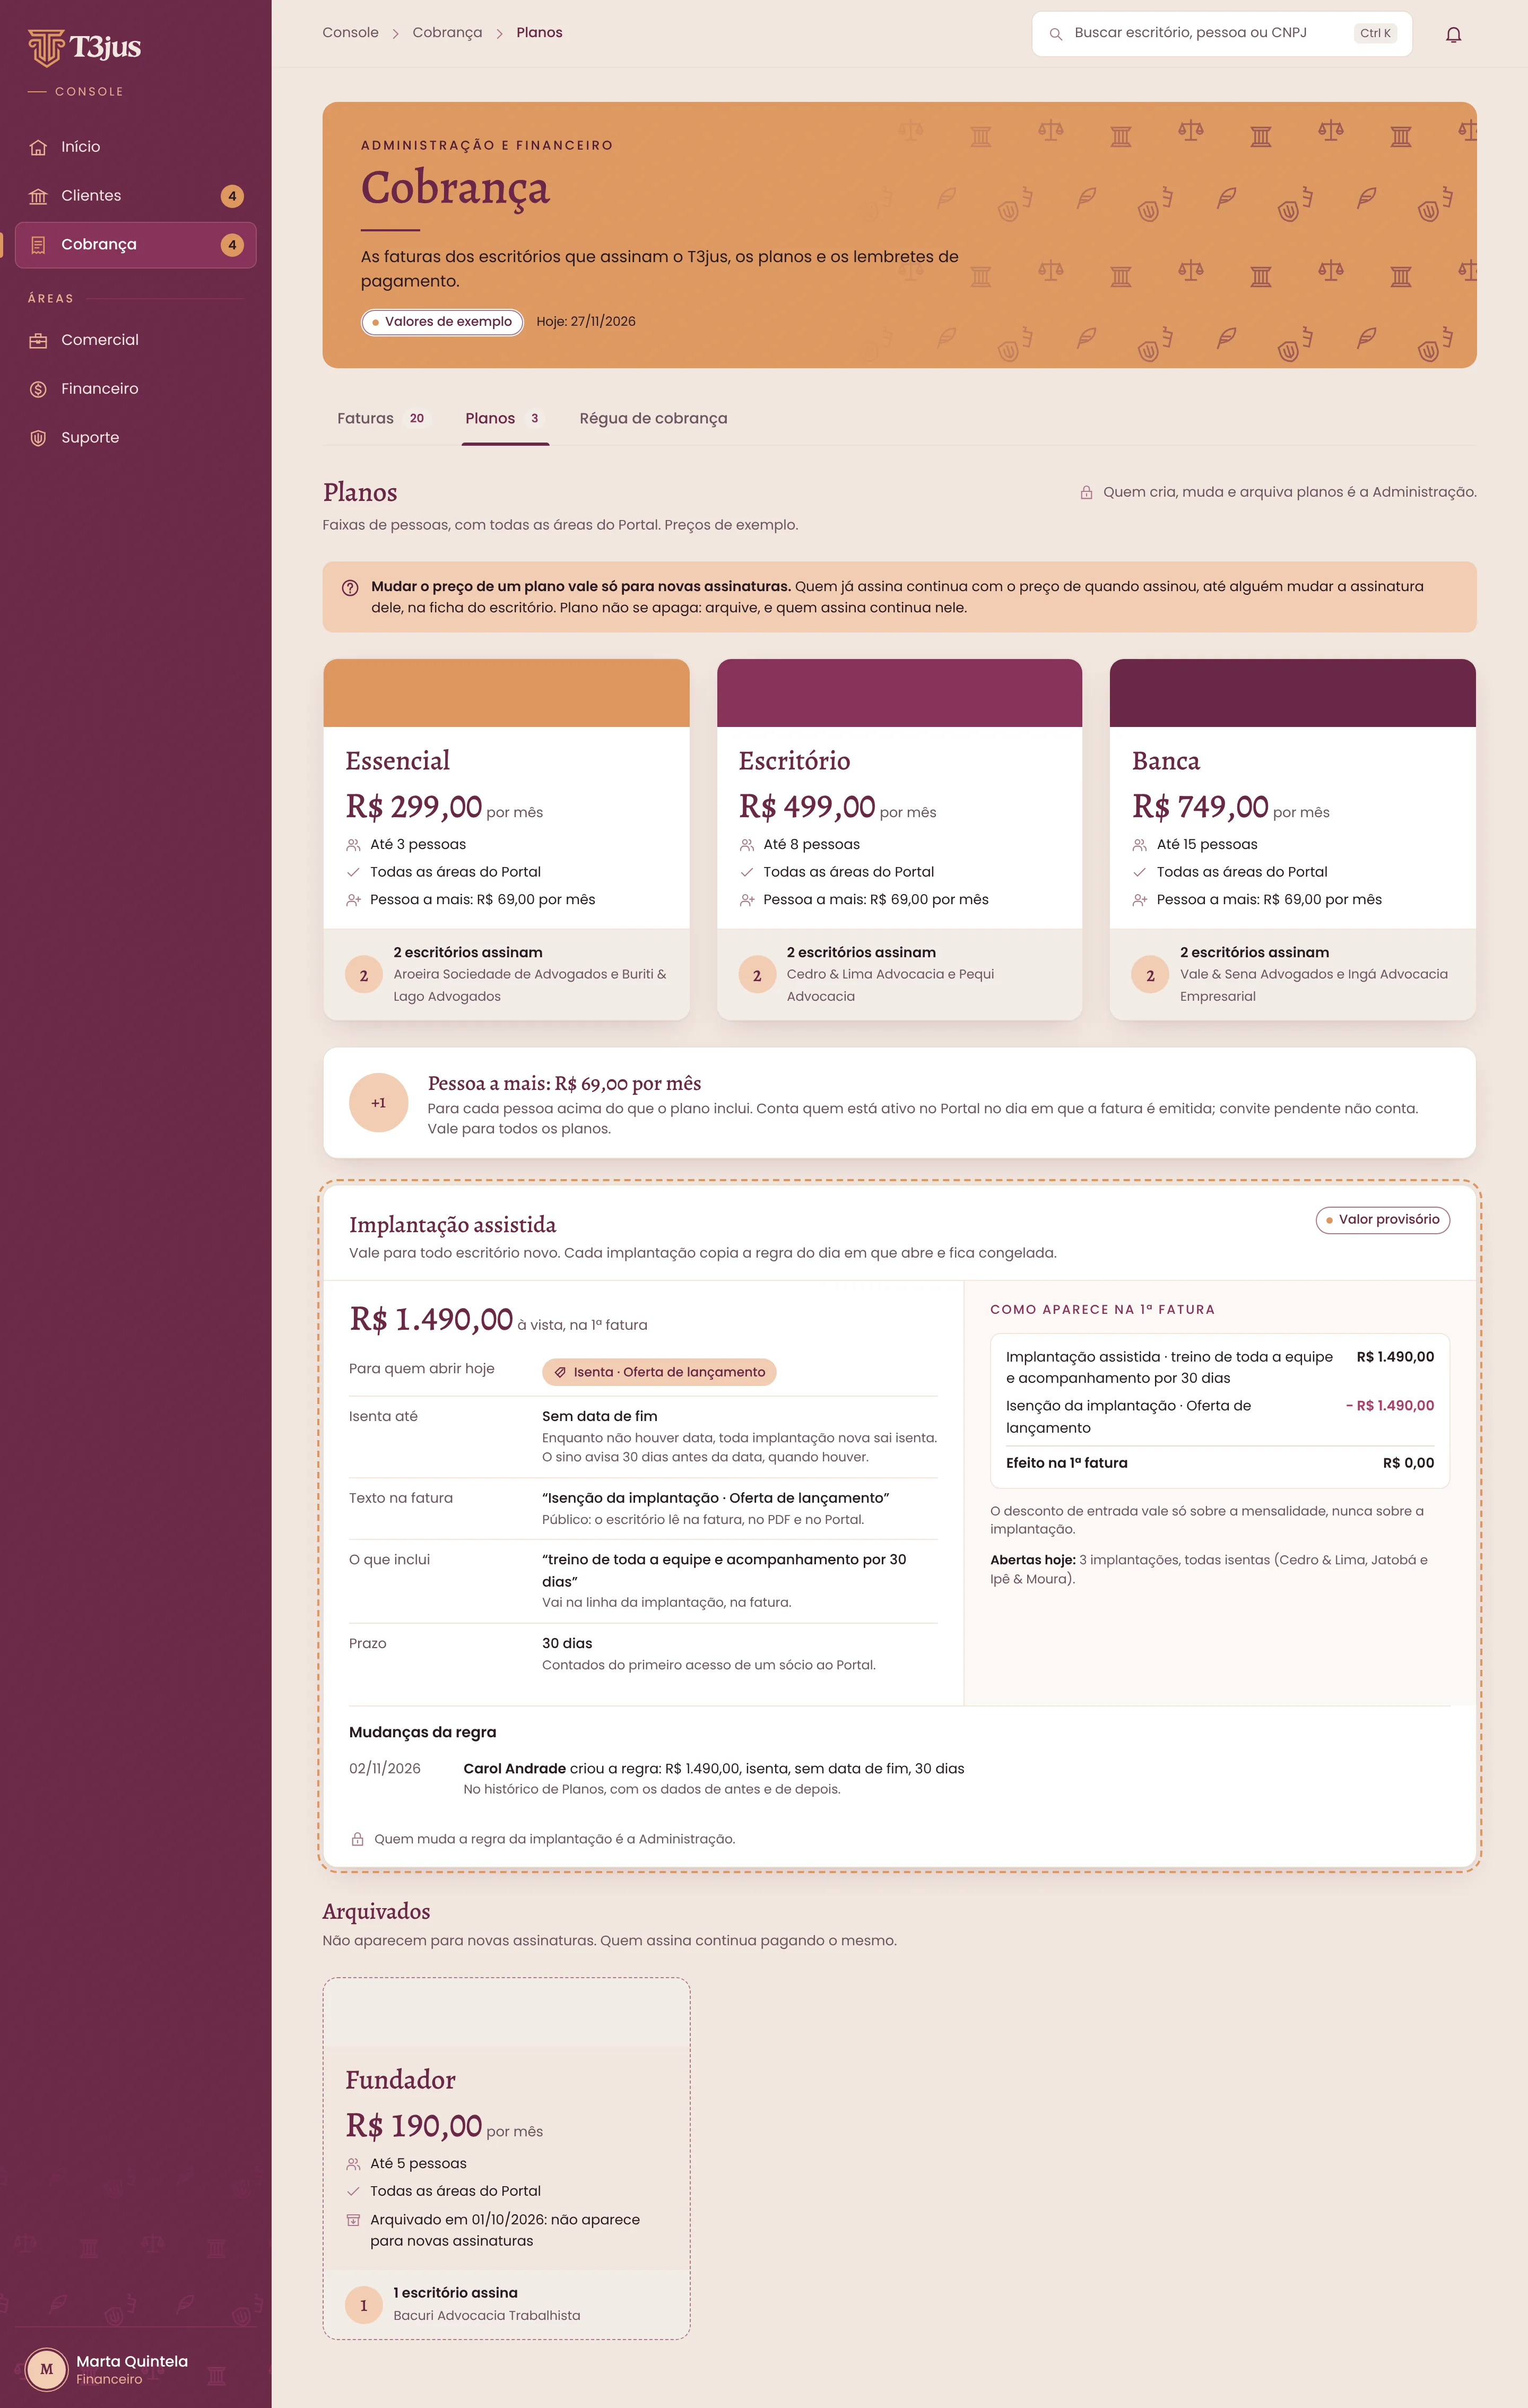 T3jus
CONSOLE
Início
Clientes 4
Cobrança 4
ÁREAS
Comercial
Financeiro
Suporte
M
Marta Quintela
Financeiro
Console > Cobrança > Planos
Buscar escritório, pessoa ou CNPJ Ctrl K
ADMINISTRAÇÃO E FINANCEIRO
Cobrança
As faturas dos escritórios que assinam o T3jus, os planos e os lembretes de
pagamento.
Valores de exemplo Hoje: 27/11/2026
Faturas 20 Planos 3 Régua de cobrança
Planos
Quem cria, muda e arquiva planos é a Administração.
Faixas de pessoas, com todas as áreas do Portal. Preços de exemplo.
Mudar o preço de um plano vale só para novas assinaturas. Quem já assina continua com o preço de quando assinou, até alguém mudar a assinatura
dele, na ficha do escritório. Plano não se apaga: arquive, e quem assina continua nele.
Essencial
R$ 299,00 por mês
Até 3 pessoas
Todas as áreas do Portal
Pessoa a mais: R$ 69,00 por mês
2
2 escritórios assinam
Aroeira Sociedade de Advogados e Buriti &
Lago Advogados
Escritório
R$ 499,00 por mês
Até 8 pessoas
Todas as áreas do Portal
Pessoa a mais: R$ 69,00 por mês
2
2 escritórios assinam
Cedro & Lima Advocacia e Pequi
Advocacia
Banca
R$ 749,00 por mês
Até 15 pessoas
Todas as áreas do Portal
Pessoa a mais: R$ 69,00 por mês
2
2 escritórios assinam
Vale & Sena Advogados e Ingá Advocacia
Empresarial
+1
Pessoa a mais: R$ 69,00 por mês
Para cada pessoa acima do que o plano inclui. Conta quem está ativo no Portal no dia em que a fatura é emitida; convite pendente não conta.
Vale para todos os planos.
Implantação assistida
Valor provisório
Vale para todo escritório novo. Cada implantação copia a regra do dia em que abre e fica congelada.
R$ 1.490,00 à vista, na 1ª fatura
Para quem abrir hoje
Isenta · Oferta de lançamento
Isenta até
Sem data de fim
Enquanto não houver data, toda implantação nova sai isenta.
O sino avisa 30 dias antes da data, quando houver.
Texto na fatura
“Isenção da implantação · Oferta de lançamento”
Público: o escritório lê na fatura, no PDF e no Portal.
O que inclui
“treino de toda a equipe e acompanhamento por 30
dias”
Vai na linha da implantação, na fatura.
Prazo
30 dias
Contados do primeiro acesso de um sócio ao Portal.
COMO APARECE NA 1ª FATURA
Implantação assistida · treino de toda a equipe R$ 1.490,00
e acompanhamento por 30 dias
Isenção da implantação · Oferta de − R$ 1.490,00
lançamento
Efeito na 1ª fatura R$ 0,00
O desconto de entrada vale só sobre a mensalidade, nunca sobre a
implantação.
Abertas hoje: 3 implantações, todas isentas (Cedro & Lima, Jatobá e
Ipê & Moura).
Mudanças da regra
02/11/2026
Carol Andrade criou a regra: R$ 1.490,00, isenta, sem data de fim, 30 dias
No histórico de Planos, com os dados de antes e de depois.
Quem muda a regra da implantação é a Administração.
Arquivados
Não aparecem para novas assinaturas. Quem assina continua pagando o mesmo.
Fundador
R$ 190,00 por mês
Até 5 pessoas
Todas as áreas do Portal
Arquivado em 01/10/2026: não aparece
para novas assinaturas
1
1 escritório assina
Bacuri Advocacia Trabalhista